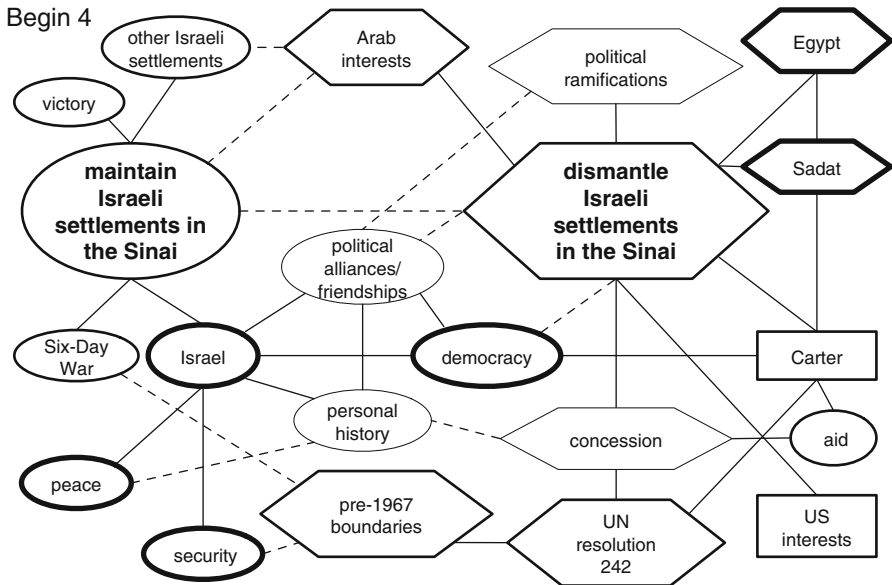 Begin 4
other Israeli
settlements
Arab
interests
political
ramifications
Egypt
victory
maintain
Israeli
settlements in
the Sinai
dismantle
Israeli
settlements
in the Sinai
Sadat
political
alliances/
friendships
Six-Day
War
Israel
democracy
Carter
personal
history
concession
aid
peace
pre-1967
boundaries
UN
resolution
242
US
interests
security